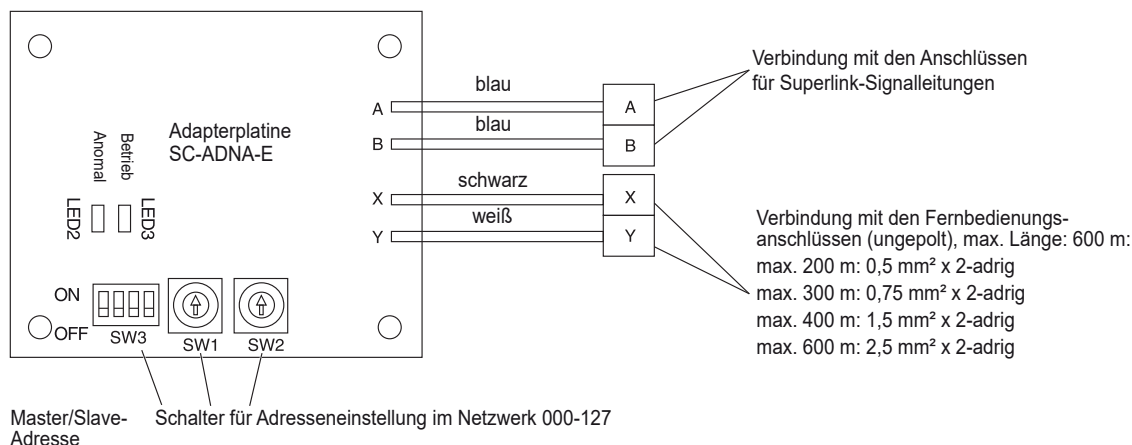 Verbindung mit den Anschlüssen
für Superlink-Signalleitungen
blau
A
A
blau
B
B
Adapterplatine
SC-ADNA-E
Anomal
Betrieb
LED2
LED3
schwarz
X
X
weiß
Y
Y
Verbindung mit den Fernbedienungs-
anschlüssen (ungepolt), max. Länge: 600 m:
max. 200 m: 0,5 mm² x 2-adrig
max. 300 m: 0,75 mm² x 2-adrig
max. 400 m: 1,5 mm² x 2-adrig
max. 600 m: 2,5 mm² x 2-adrig
ON
OFF
SW3
SW1
SW2
Master/Slave-
Adresse
Schalter für Adresseneinstellung im Netzwerk 000-127